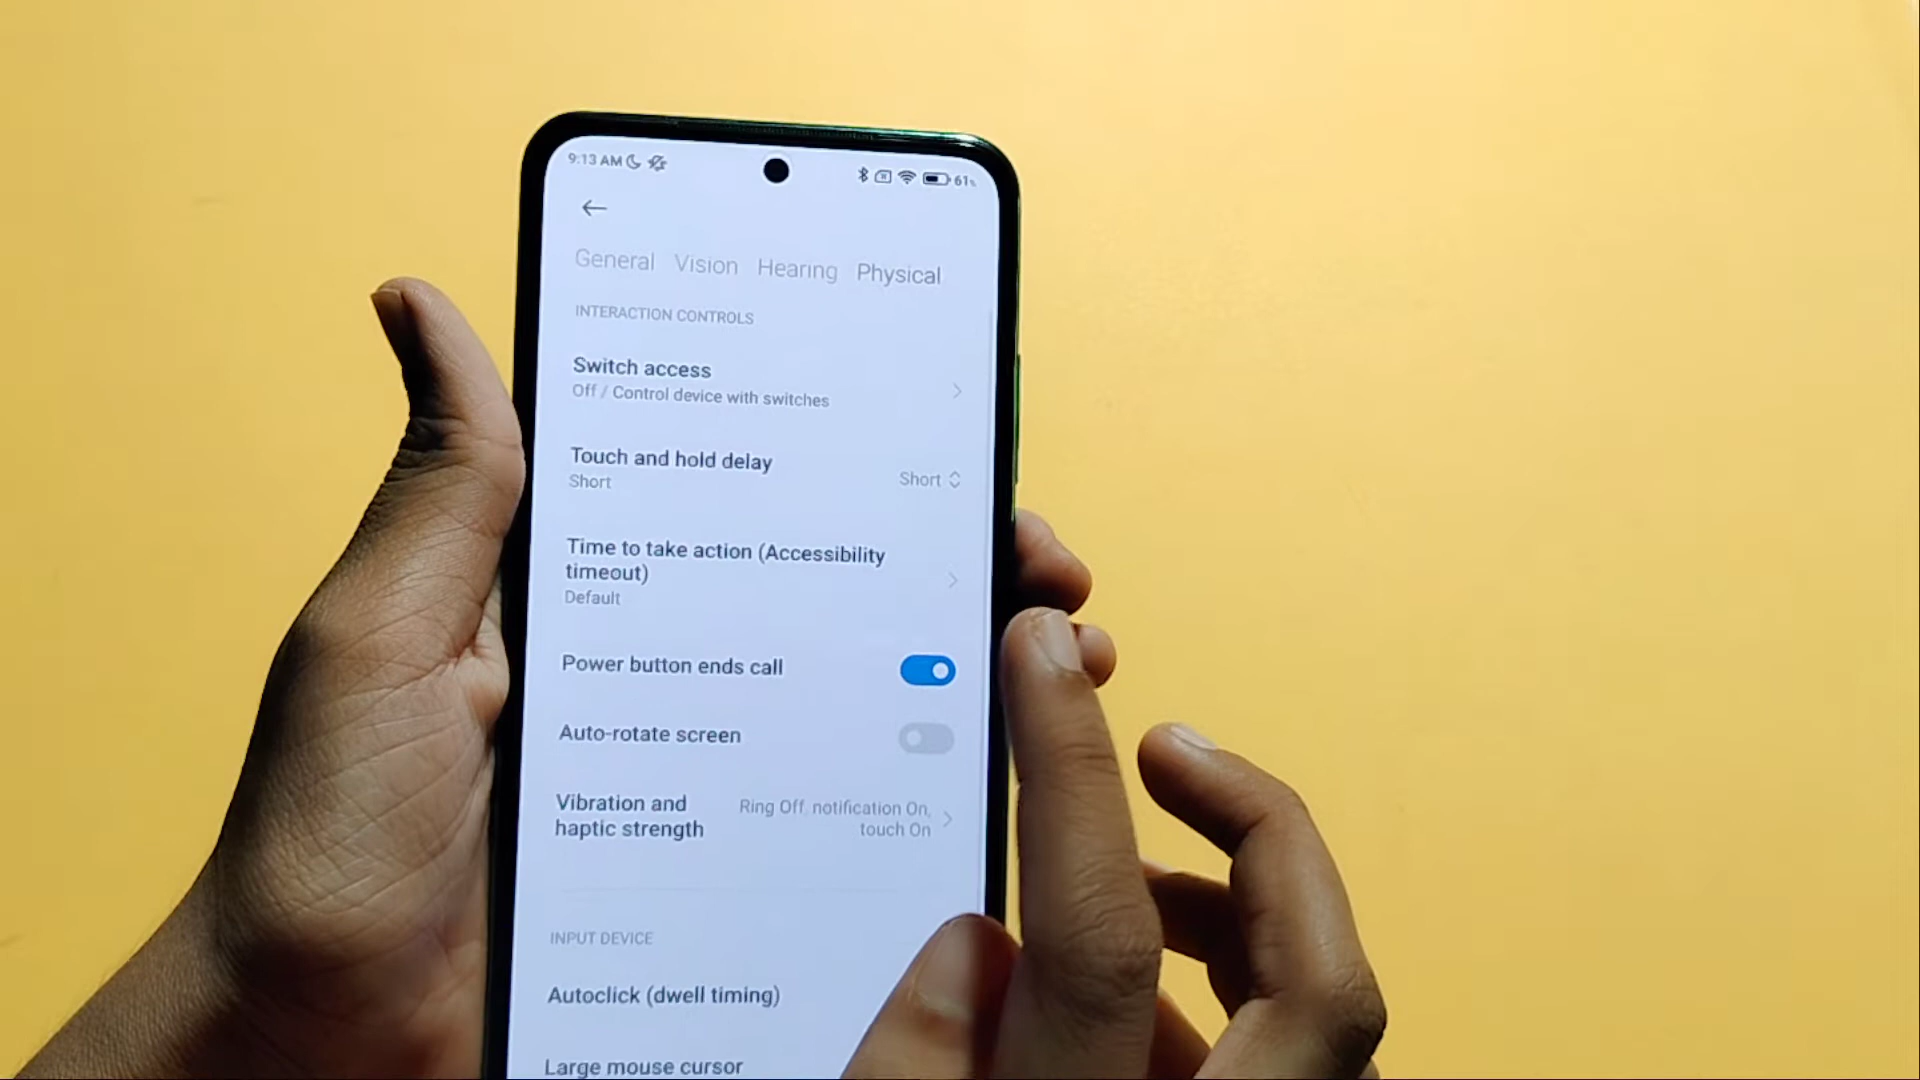 9:13 AM
61%
General Vision Hearing Physical
INTERACTION CONTROLS
Switch access
Off / Control device with switches
Touch and hold delay
Short
Short
Time to take action (Accessibility
timeout)
Default
Power button ends call
Auto-rotate screen
Vibration and
haptic strength
Ring Off, notification On,
touch On
INPUT DEVICE
Autoclick (dwell timing)
Large mouse cursor